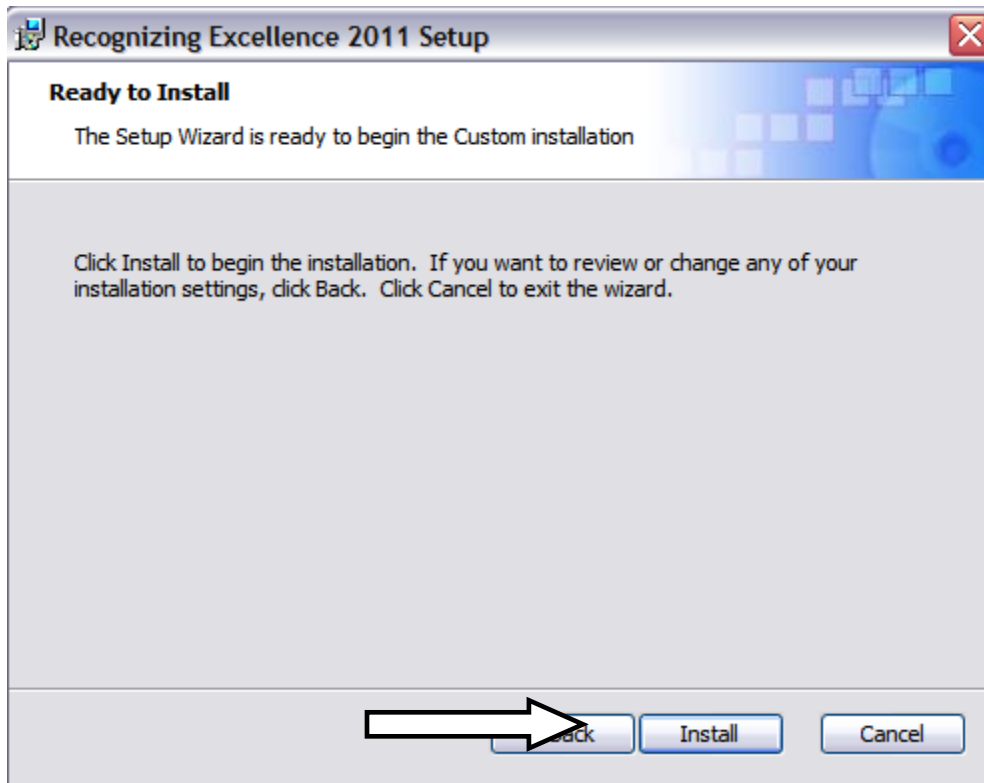 Recognizing Excellence 2011 Setup
Ready to Install
The Setup Wizard is ready to begin the Custom installation
Click Install to begin the installation. If you want to review or change any of your
installation settings, click Back. Click Cancel to exit the wizard.
Install Cancel